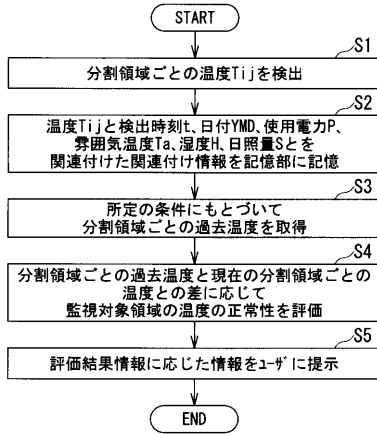 START
S1
分割領域ごとの温度Tijを検出
S2
温度Tijと検出時刻t、日付YMD、使用電力P、
雰囲気温度Ta、湿度H、日照量Sとを
関連付けた関連付け情報を記憶部に記憶
S3
所定の条件にもとづいて
分割領域ごとの過去温度を取得
S4
分割領域ごとの過去温度と現在の分割領域ごとの
温度との差に応じて
監視対象領域の温度の正常性を評価
S5
評価結果情報に応じた情報をユーザに提示
END